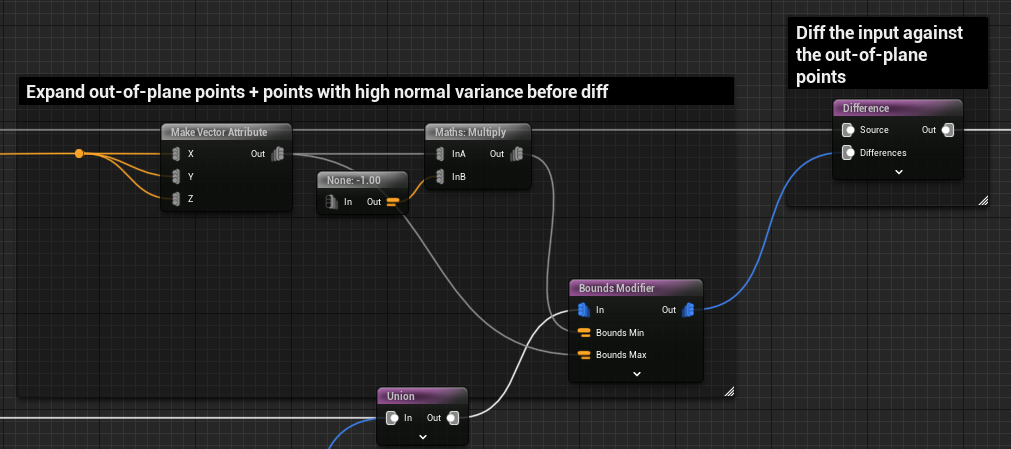 Diff the input against
the out-of-plane
points
Expand out-of-plane points + points with high normal variance before diff
Difference
Source Out
Differences
Make Vector Attribute
X Out
Y
Z
Maths: Multiply
InA Out
InB
None: -1.00
In Out
Bounds Modifier
In Out
Bounds Min
Bounds Max
Union
In Out